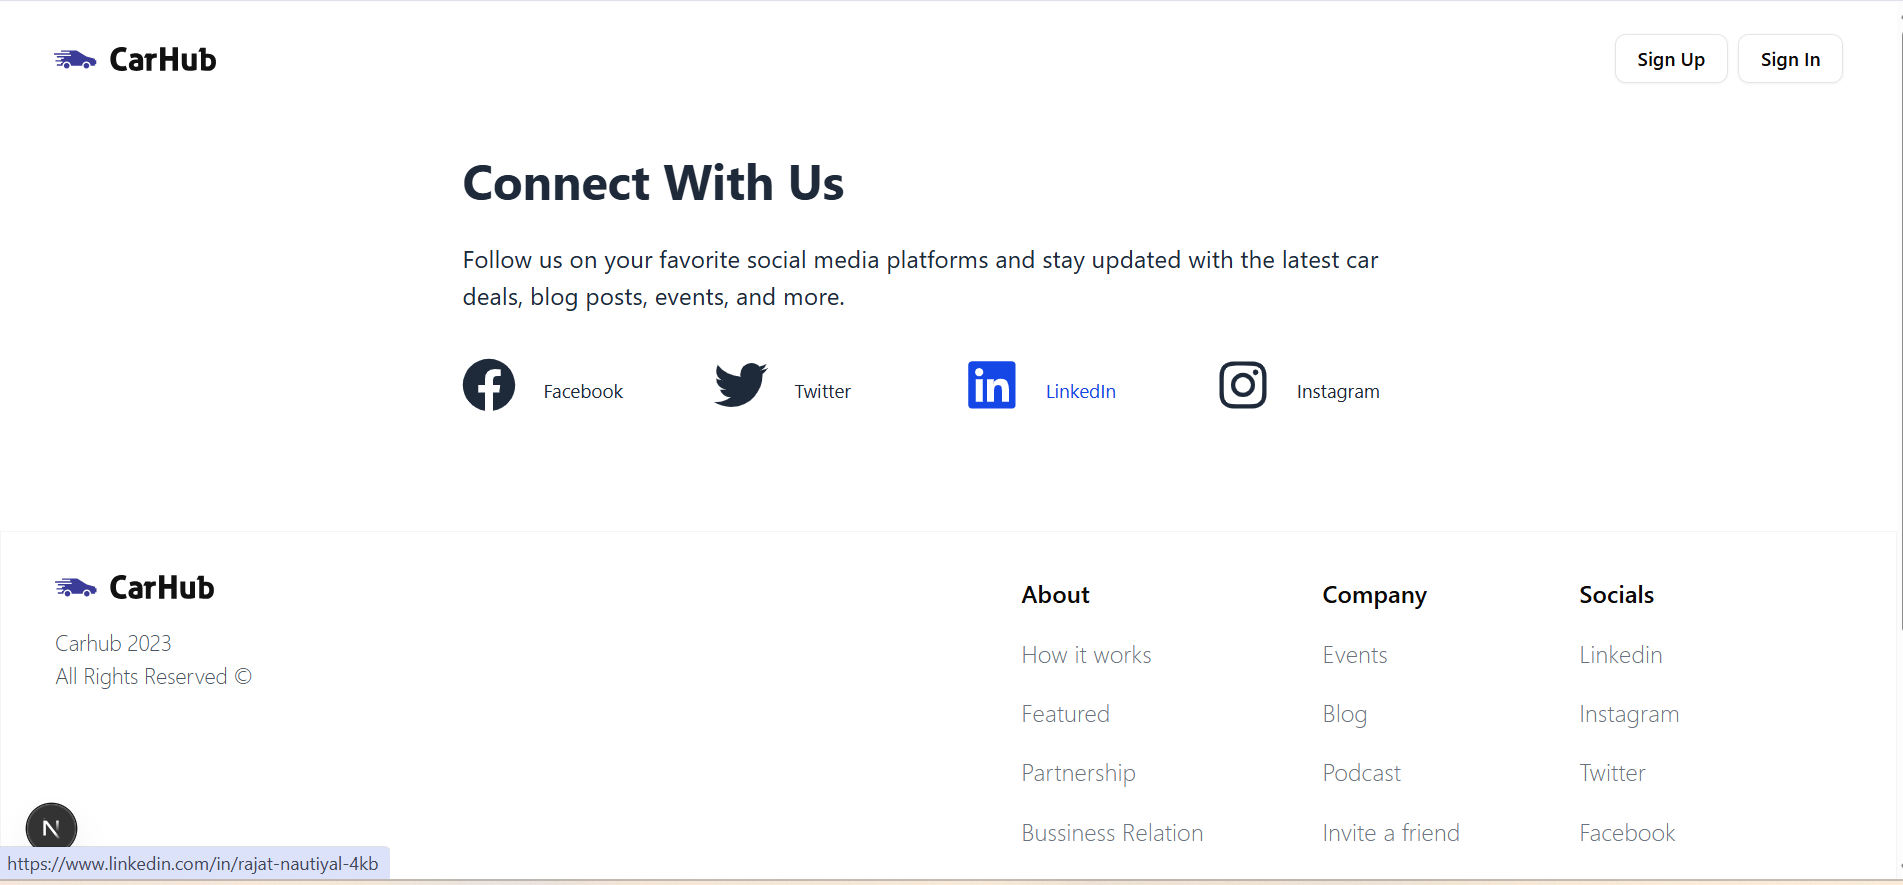 CarHub
Sign Up
Sign In
Connect With Us
Follow us on your favorite social media platforms and stay updated with the latest car
deals, blog posts, events, and more.
Facebook
Twitter
LinkedIn
Instagram
CarHub
Carhub 2023
All Rights Reserved ©
About
How it works
Featured
Partnership
Bussiness Relation
Company
Events
Blog
Podcast
Invite a friend
Socials
Linkedin
Instagram
Twitter
Facebook
N
https://www.linkedin.com/in/rajat-nautiyal-4kb